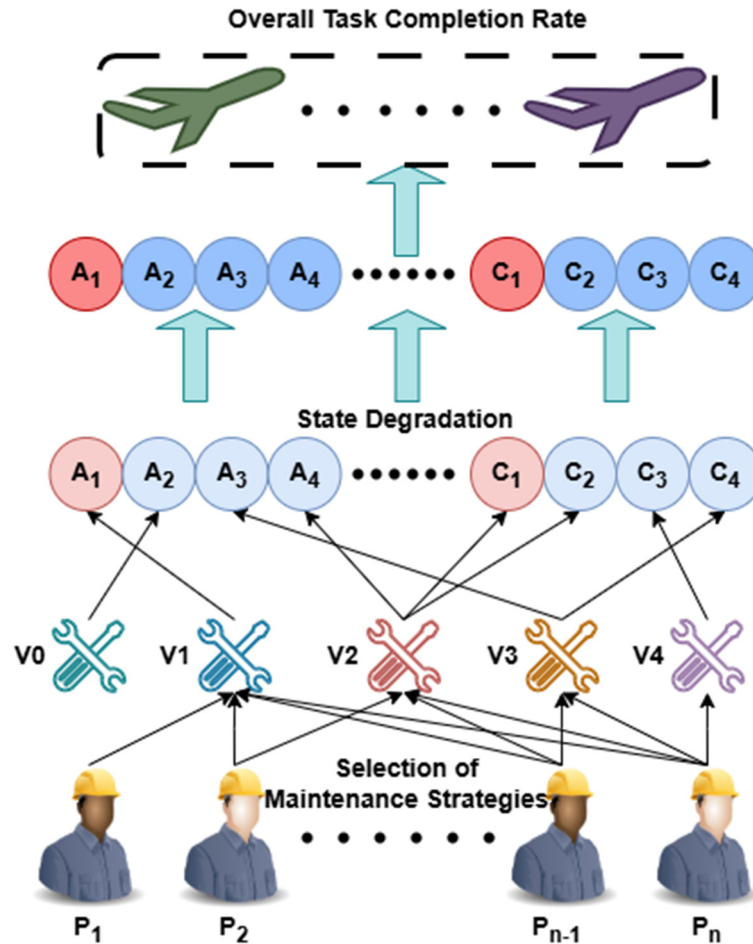 Overall Task Completion Rate
A₁ A₂ A₃ A₄ C₁ C₂ C₃ C₄
State Degradation
A₁ A₂ A₃ A₄ C₁ C₂ C₃ C₄
V0 V1 V2 V3 V4
Selection of
Maintenance Strategies
P₁ P₂ Pₙ₋₁ Pₙ